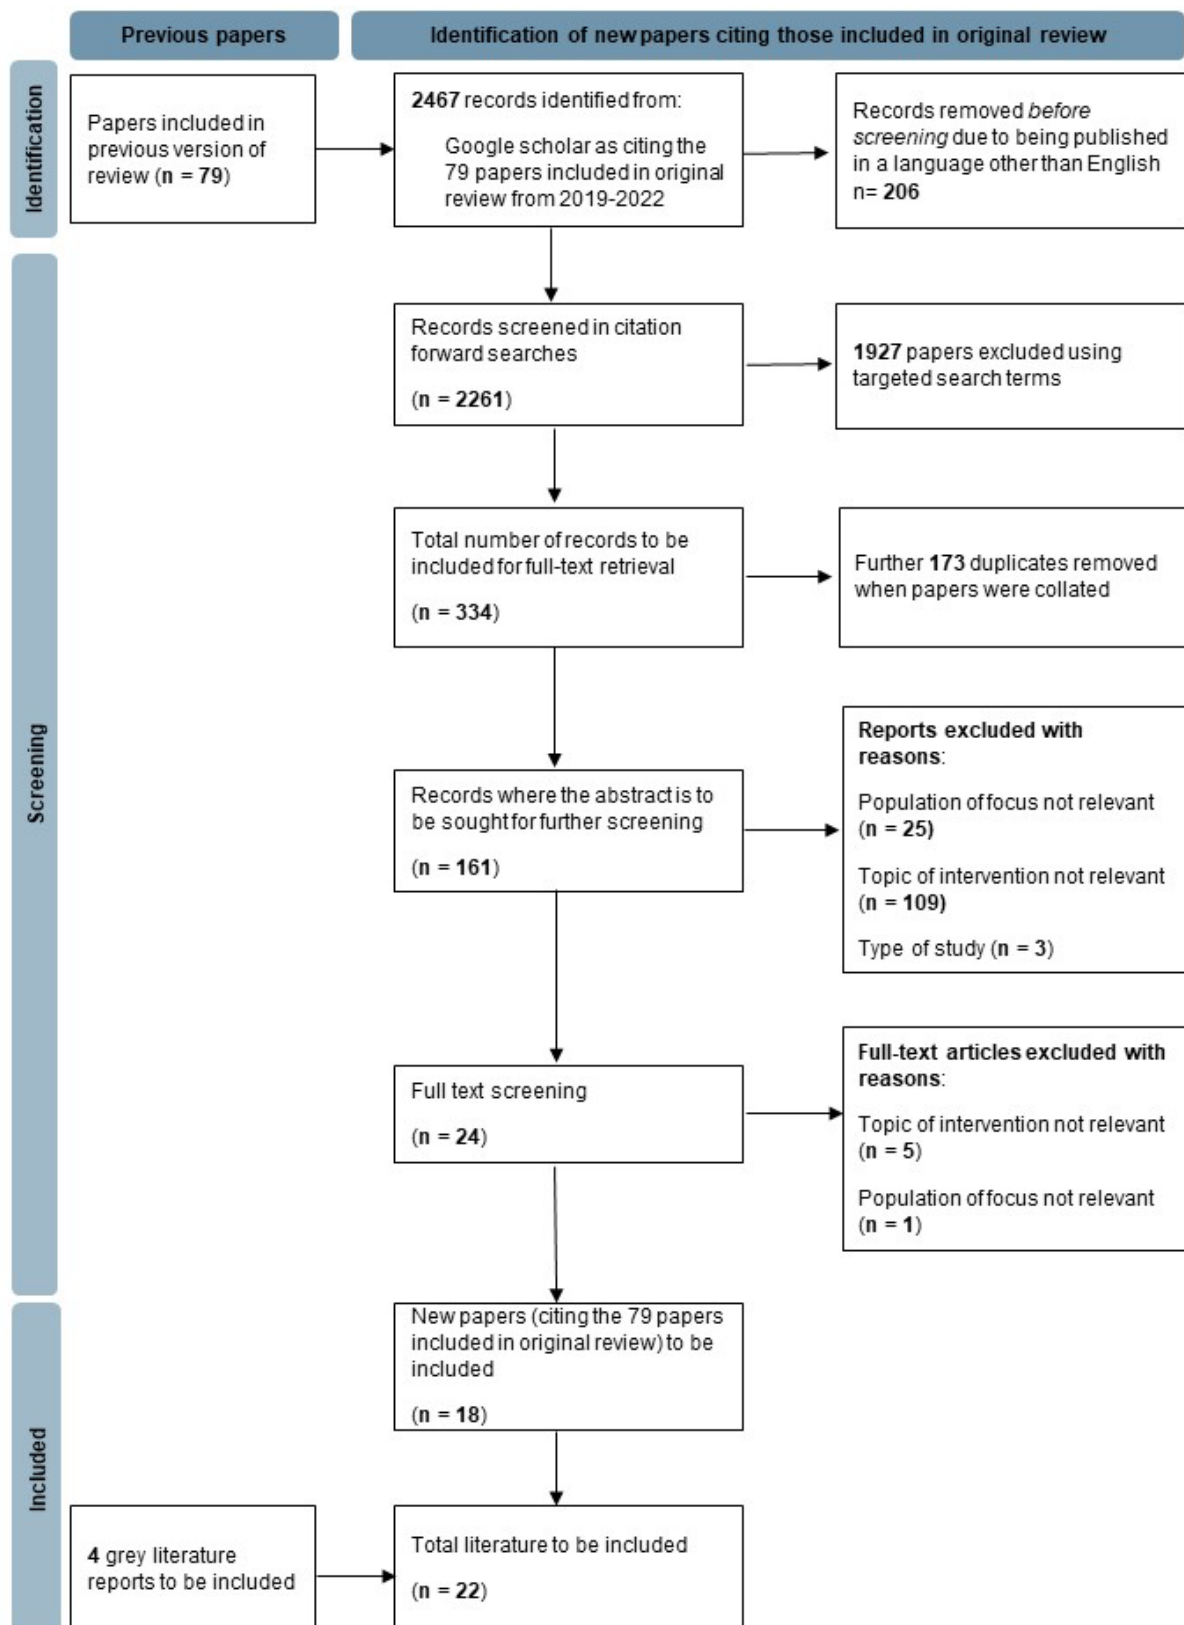 Previous papers
Identification of new papers citing those included in original review
Identification
Papers included in
previous version of
review (n = 79)
2467 records identified from:
Google scholar as citing the
79 papers included in original
review from 2019-2022
Records removed before
screening due to being published
in a language other than English
n= 206
Screening
Records screened in citation
forward searches
(n = 2261)
1927 papers excluded using
targeted search terms
Total number of records to be
included for full-text retrieval
(n = 334)
Further 173 duplicates removed
when papers were collated
Records where the abstract is to
be sought for further screening
(n = 161)
Reports excluded with
reasons:
Population of focus not relevant
(n = 25)
Topic of intervention not relevant
(n = 109)
Type of study (n = 3)
Full text screening
(n = 24)
Full-text articles excluded with
reasons:
Topic of intervention not relevant
(n = 5)
Population of focus not relevant
(n = 1)
Included
New papers (citing the 79 papers
included in original review) to be
included
(n = 18)
4 grey literature
reports to be included
Total literature to be included
(n = 22)